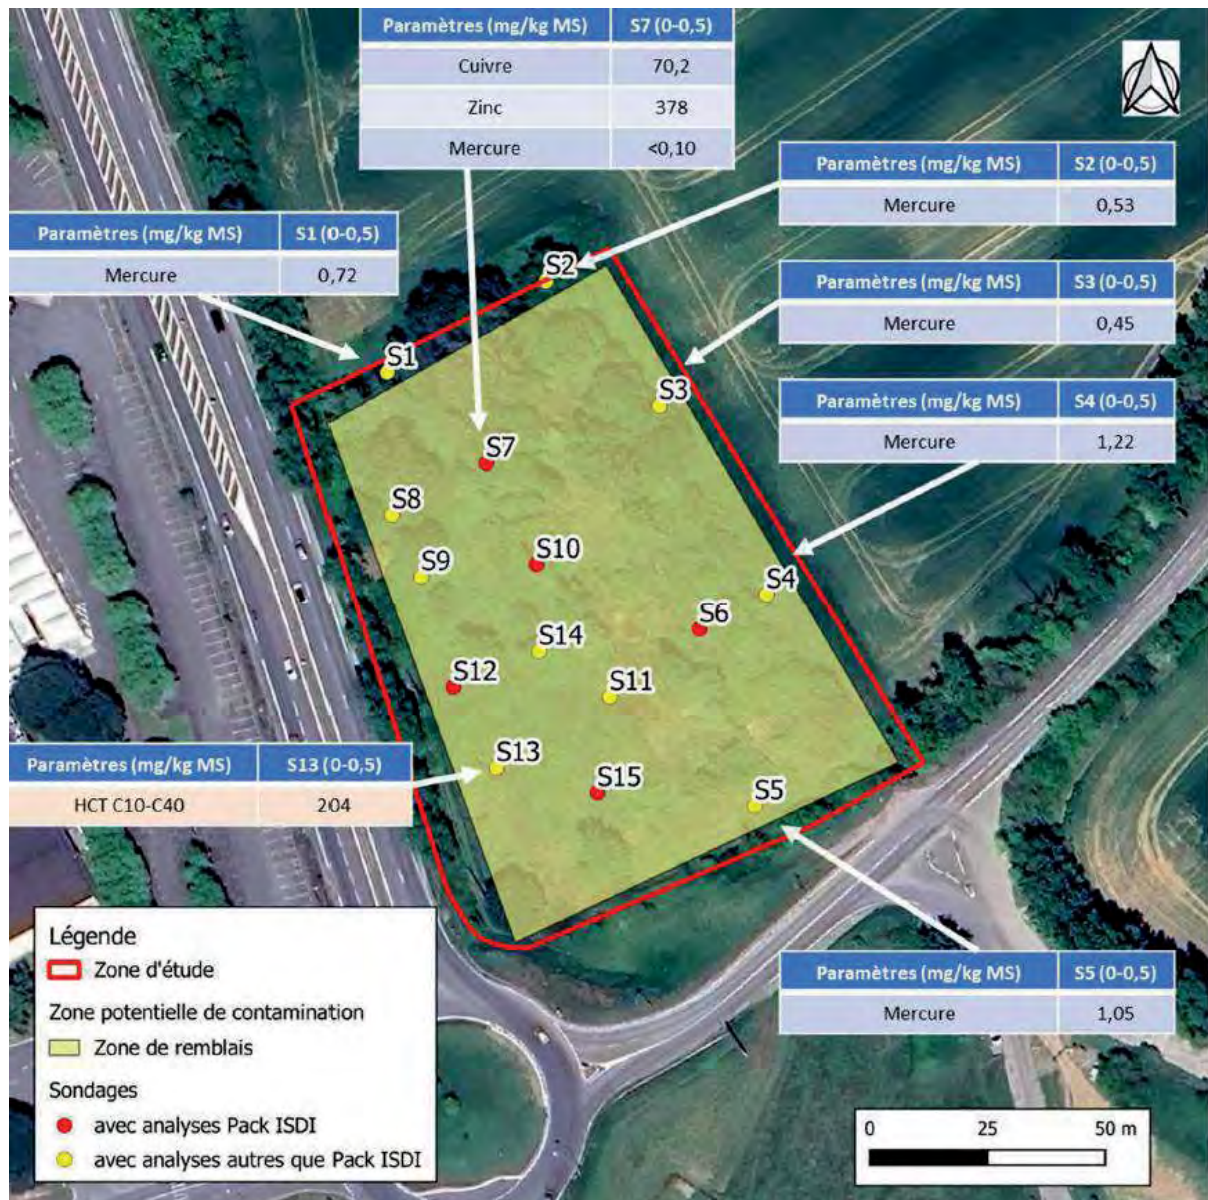 Paramètres (mg/kg MS) S7 (0-0,5)
Cuivre 70,2
Zinc 378
Mercure <0,10
Paramètres (mg/kg MS) S2 (0-0,5)
Mercure 0,53
Paramètres (mg/kg MS) S1 (0-0,5)
Mercure 0,72
Paramètres (mg/kg MS) S3 (0-0,5)
Mercure 0,45
Paramètres (mg/kg MS) S4 (0-0,5)
Mercure 1,22
S2
S1
S3
S7
S8
S10
S9
S4
S6
S14
S12
S11
S13
S15
S5
Paramètres (mg/kg MS) S13 (0-0,5)
HCT C10-C40 204
Paramètres (mg/kg MS) S5 (0-0,5)
Mercure 1,05
Légende
Zone d'étude
Zone potentielle de contamination
Zone de remblais
Sondages
avec analyses Pack ISDI
avec analyses autres que Pack ISDI
0 25 50 m